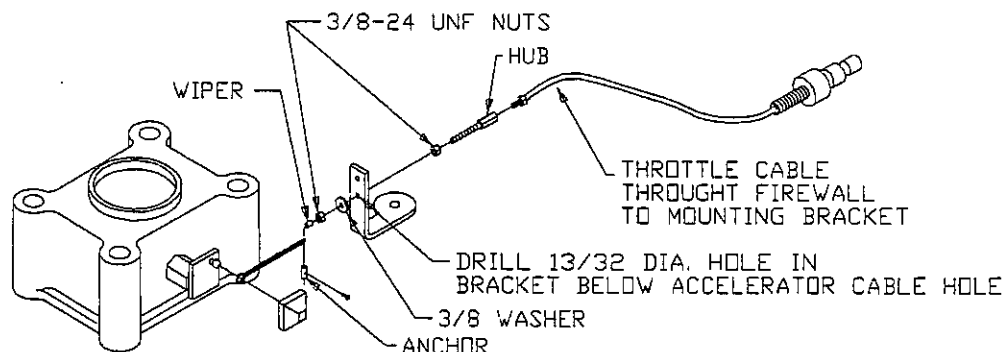 3/8-24 UNF NUTS
HUB
WIPER
THROTTLE CABLE
THROUGHT FIREWALL
TO MOUNTING BRACKET
DRILL 13/32 DIA. HOLE IN
BRACKET BELOW ACCELERATOR CABLE HOLE
3/8 WASHER
ANCHOR